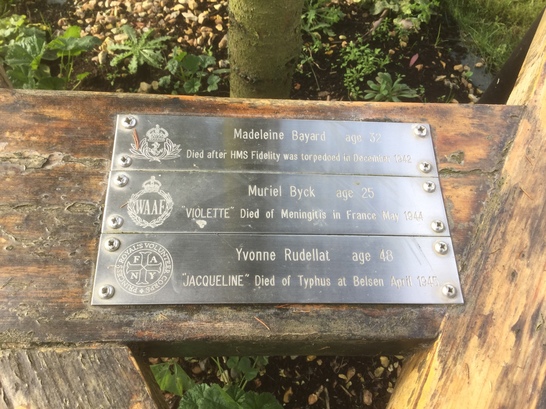 Madeleine Bayard age 32
Died after HMS Fidelity was torpedoed in December 1942
Muriel Byck age 25
WAAF
"VIOLETTE" Died of Meningitis in France May 1944
Yvonne Rudellat age 48
FANY
"JACQUELINE" Died of Typhus at Belsen April 1945